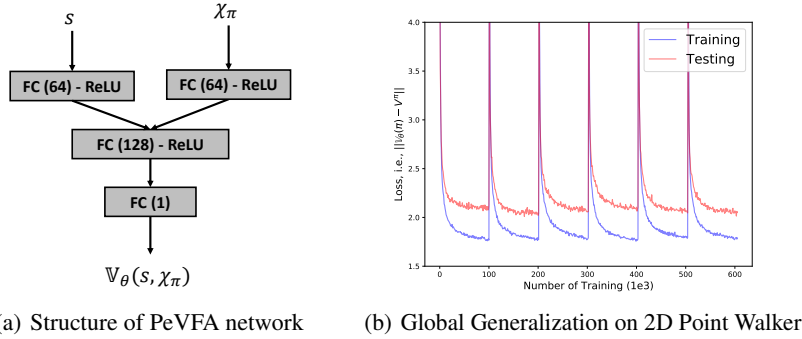 s
χπ
FC (64) - ReLU
FC (64) - ReLU
FC (128) - ReLU
FC (1)
𝕍θ(s, χπ)
(a) Structure of PeVFA network
4.0
3.5
3.0
2.5
2.0
1.5
Loss, i.e., ||𝕍θ(π) − Vπ||
Training
Testing
0 100 200 300 400 500 600
Number of Training (1e3)
(b) Global Generalization on 2D Point Walker